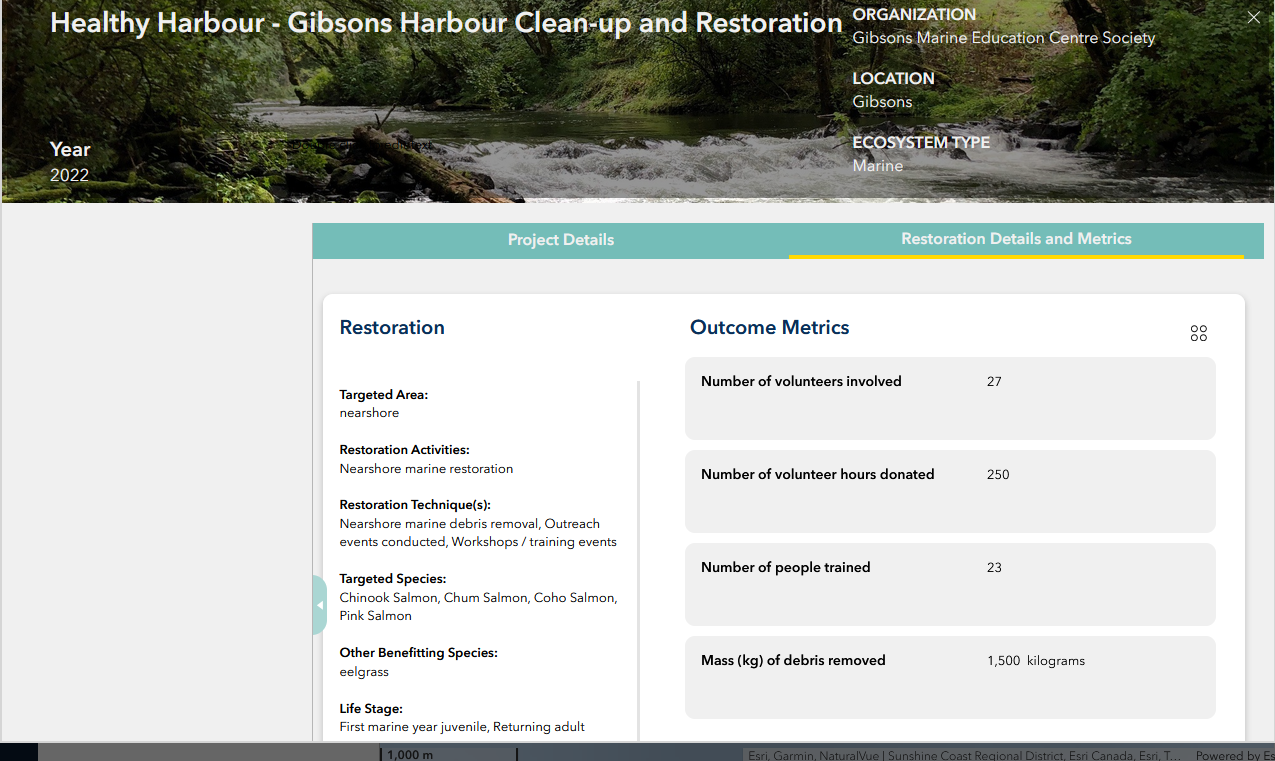 Healthy Harbour - Gibsons Harbour Clean-up and Restoration
ORGANIZATION
Gibsons Marine Education Centre Society
LOCATION
Gibsons
ECOSYSTEM TYPE
Marine
Year
2022
Project Details
Restoration Details and Metrics
Restoration
Targeted Area:
nearshore
Restoration Activities:
Nearshore marine restoration
Restoration Technique(s):
Nearshore marine debris removal, Outreach
events conducted, Workshops / training events
Targeted Species:
Chinook Salmon, Chum Salmon, Coho Salmon,
Pink Salmon
Other Benefitting Species:
eelgrass
Life Stage:
First marine year juvenile, Returning adult
Outcome Metrics
Number of volunteers involved 27
Number of volunteer hours donated 250
Number of people trained 23
Mass (kg) of debris removed 1,500 kilograms
1,000 m
Esri, Garmin, NaturalVue | Sunshine Coast Regional District, Esri Canada, Esri, T... Powered by Es